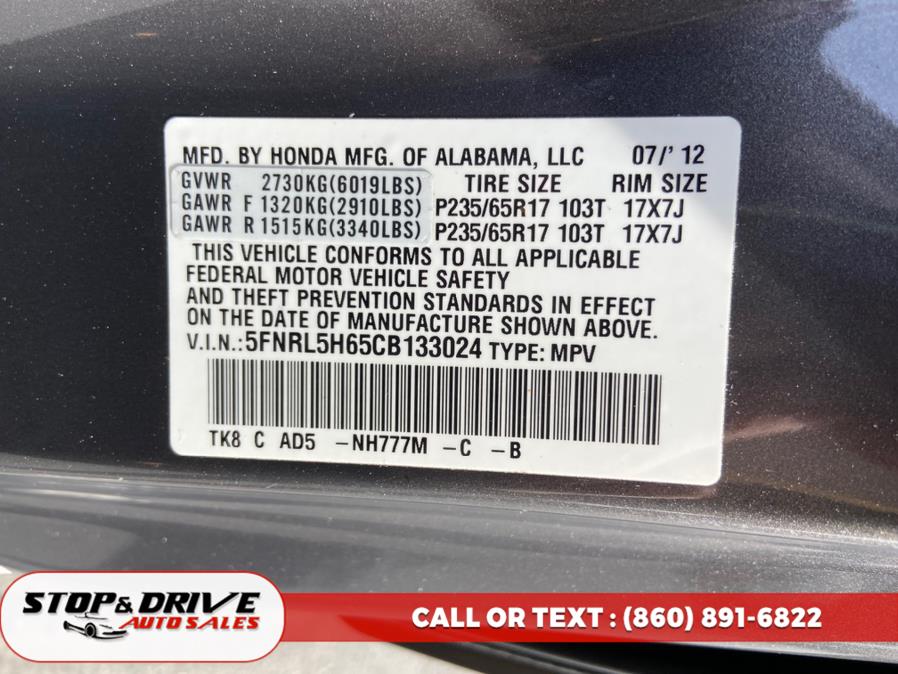 MFD. BY HONDA MFG. OF ALABAMA, LLC 07/' 12
GVWR 2730KG(6019LBS) TIRE SIZE RIM SIZE
GAWR F 1320KG(2910LBS) P235/65R17 103T 17X7J
GAWR R 1515KG(3340LBS) P235/65R17 103T 17X7J
THIS VEHICLE CONFORMS TO ALL APPLICABLE
FEDERAL MOTOR VEHICLE SAFETY
AND THEFT PREVENTION STANDARDS IN EFFECT
ON THE DATE OF MANUFACTURE SHOWN ABOVE.
V.I.N.:5FNRL5H65CB133024 TYPE: MPV
TK8 C AD5 -NH777M -C -B
STOP & DRIVE
AUTO SALES
CALL OR TEXT : (860) 891-6822